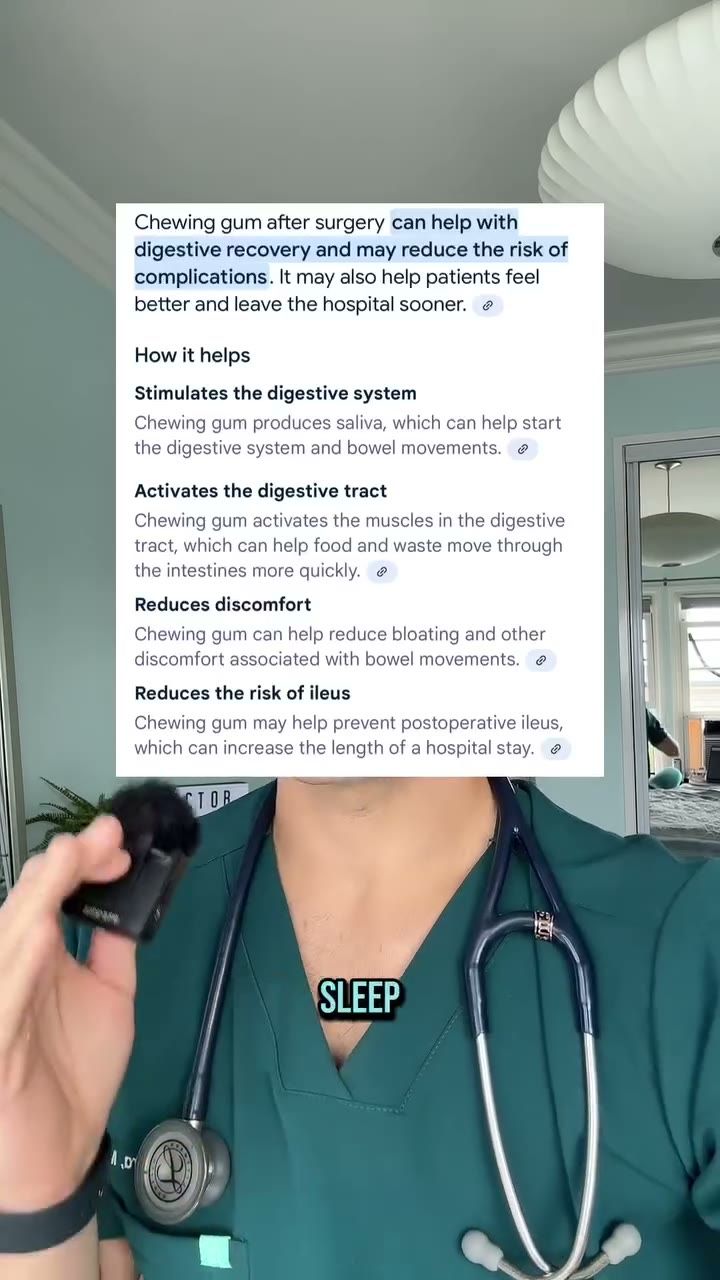 Chewing gum after surgery can help with
digestive recovery and may reduce the risk of
complications. It may also help patients feel
better and leave the hospital sooner.
How it helps
Stimulates the digestive system
Chewing gum produces saliva, which can help start
the digestive system and bowel movements.
Activates the digestive tract
Chewing gum activates the muscles in the digestive
tract, which can help food and waste move through
the intestines more quickly.
Reduces discomfort
Chewing gum can help reduce bloating and other
discomfort associated with bowel movements.
Reduces the risk of ileus
Chewing gum may help prevent postoperative ileus,
which can increase the length of a hospital stay.
CTOR
SLEEP